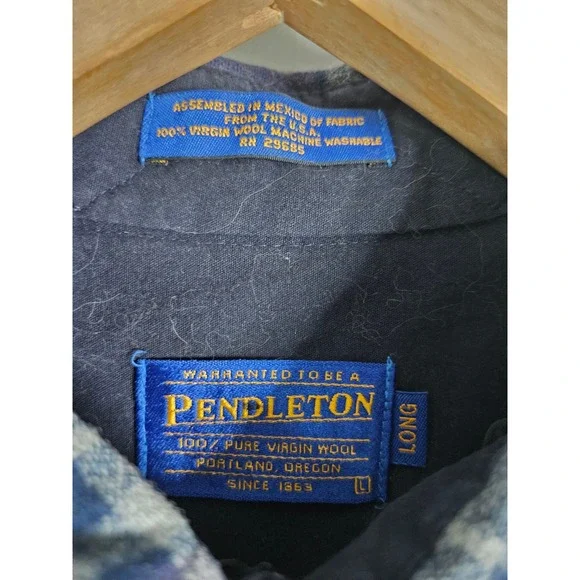 ASSEMBLED IN MEXICO OF FABRIC
FROM THE U.S.A.
100% VIRGIN WOOL MACHINE WASHABLE
RN 29685
WARRANTED TO BE A
PENDLETON
100% PURE VIRGIN WOOL
PORTLAND, OREGON
SINCE 1863
L
LONG